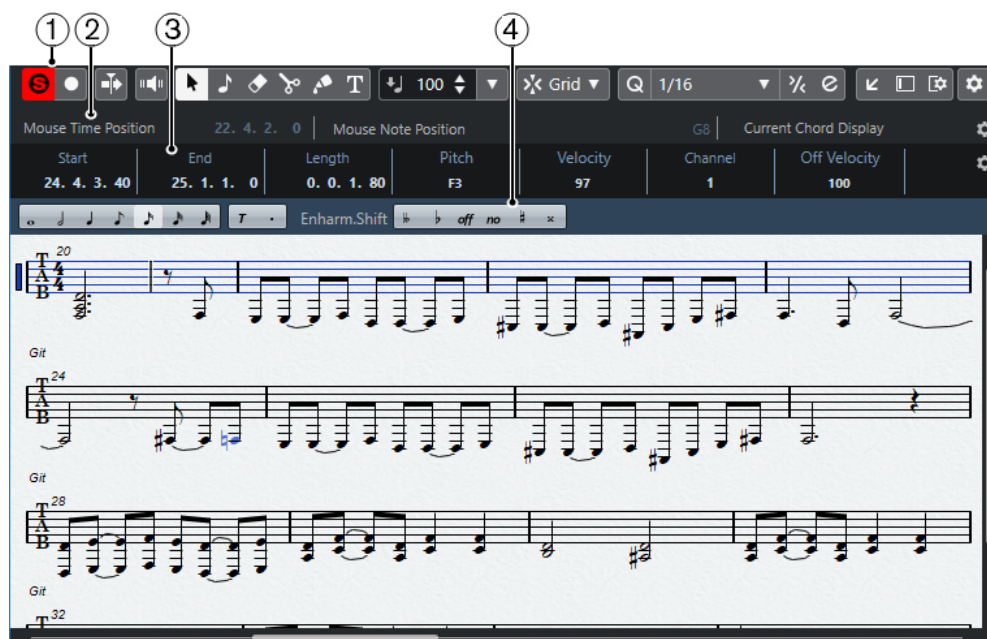 1 2 3 4
S T 100 Grid Q 1/16 e
Mouse Time Position 22. 4. 2. 0 Mouse Note Position G8 Current Chord Display
Start End Length Pitch Velocity Channel Off Velocity
24. 4. 3. 40 25. 1. 1. 0 0. 0. 1. 80 F3 97 1 100
T . Enharm.Shift off no
20
T 4
A 4
B
Git
24
T
A
B
Git
28
T
A
B
Git
32
T